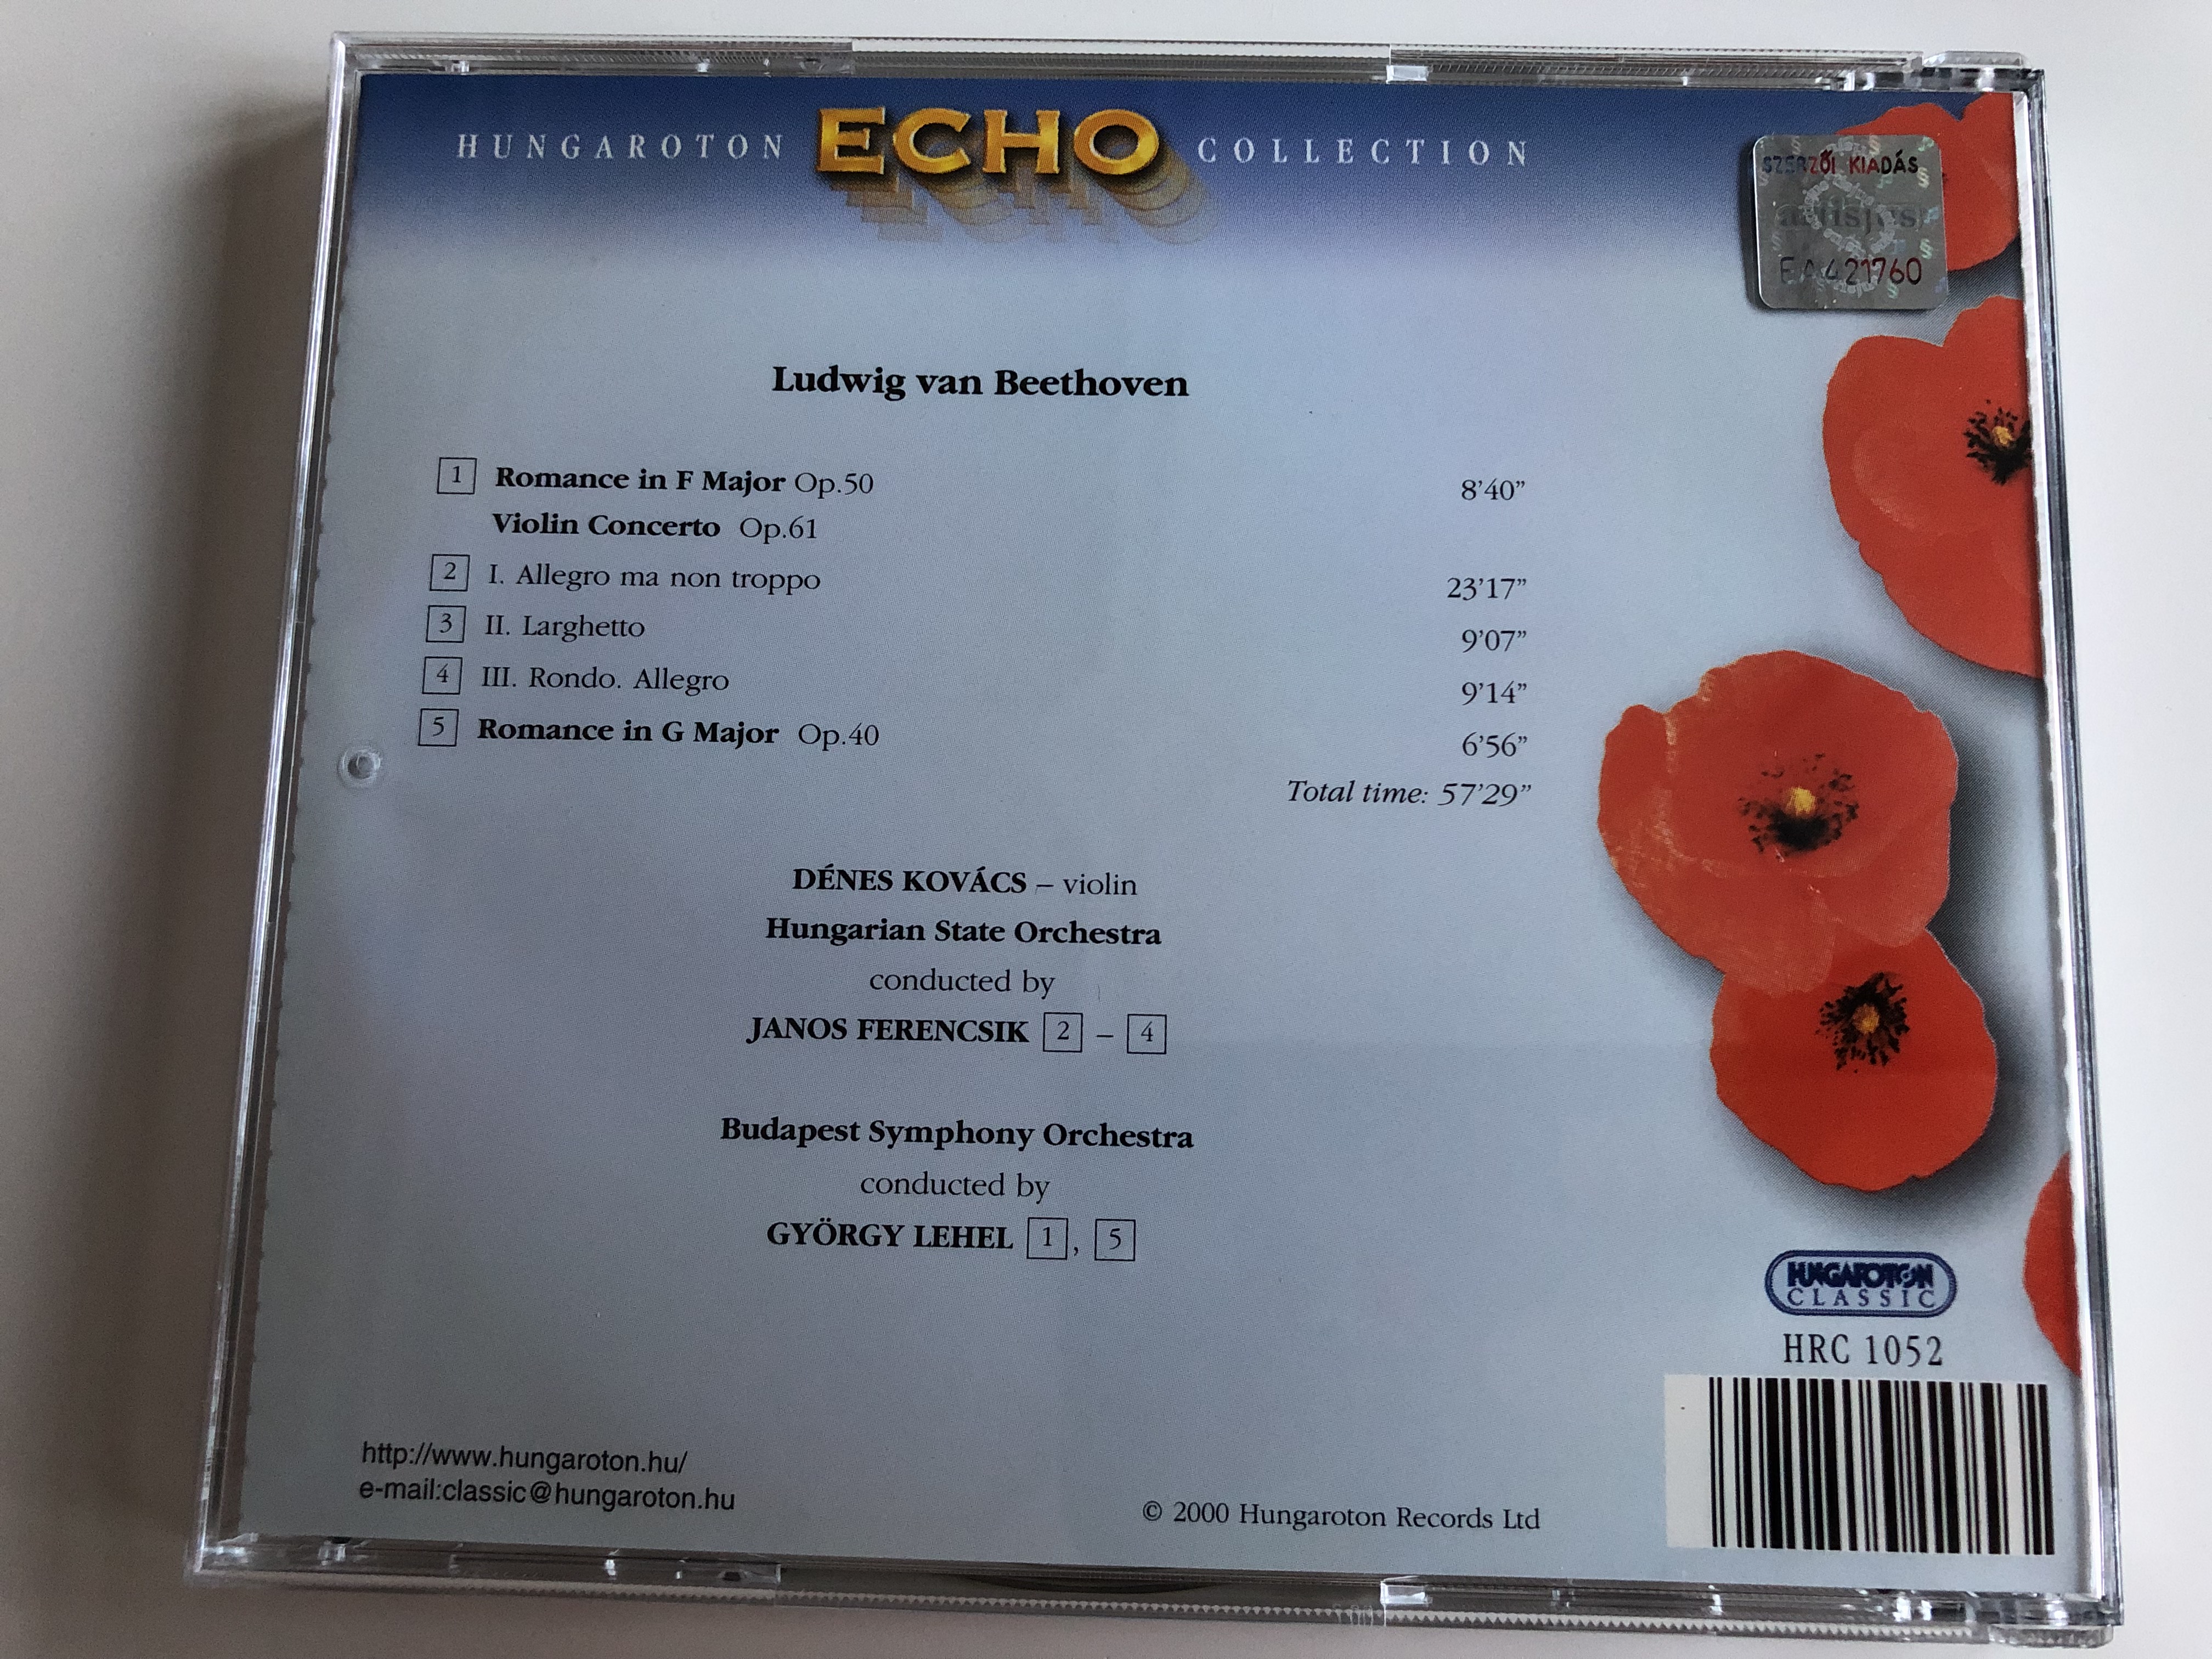 HUNGAROTON ECHO COLLECTION
SZERZŐI KIADÁS
artisjus
EA 421760
Ludwig van Beethoven
1 Romance in F Major Op.50 8’40”
Violin Concerto Op.61
2 I. Allegro ma non troppo 23’17”
3 II. Larghetto 9’07”
4 III. Rondo. Allegro 9’14”
5 Romance in G Major Op.40 6’56”
Total time: 57’29”
DÉNES KOVÁCS – violin
Hungarian State Orchestra
conducted by
JANOS FERENCSIK 2 – 4
Budapest Symphony Orchestra
conducted by
GYÖRGY LEHEL 1, 5
HUNGAROTON
CLASSIC
HRC 1052
http://www.hungaroton.hu/
e-mail:classic@hungaroton.hu
© 2000 Hungaroton Records Ltd